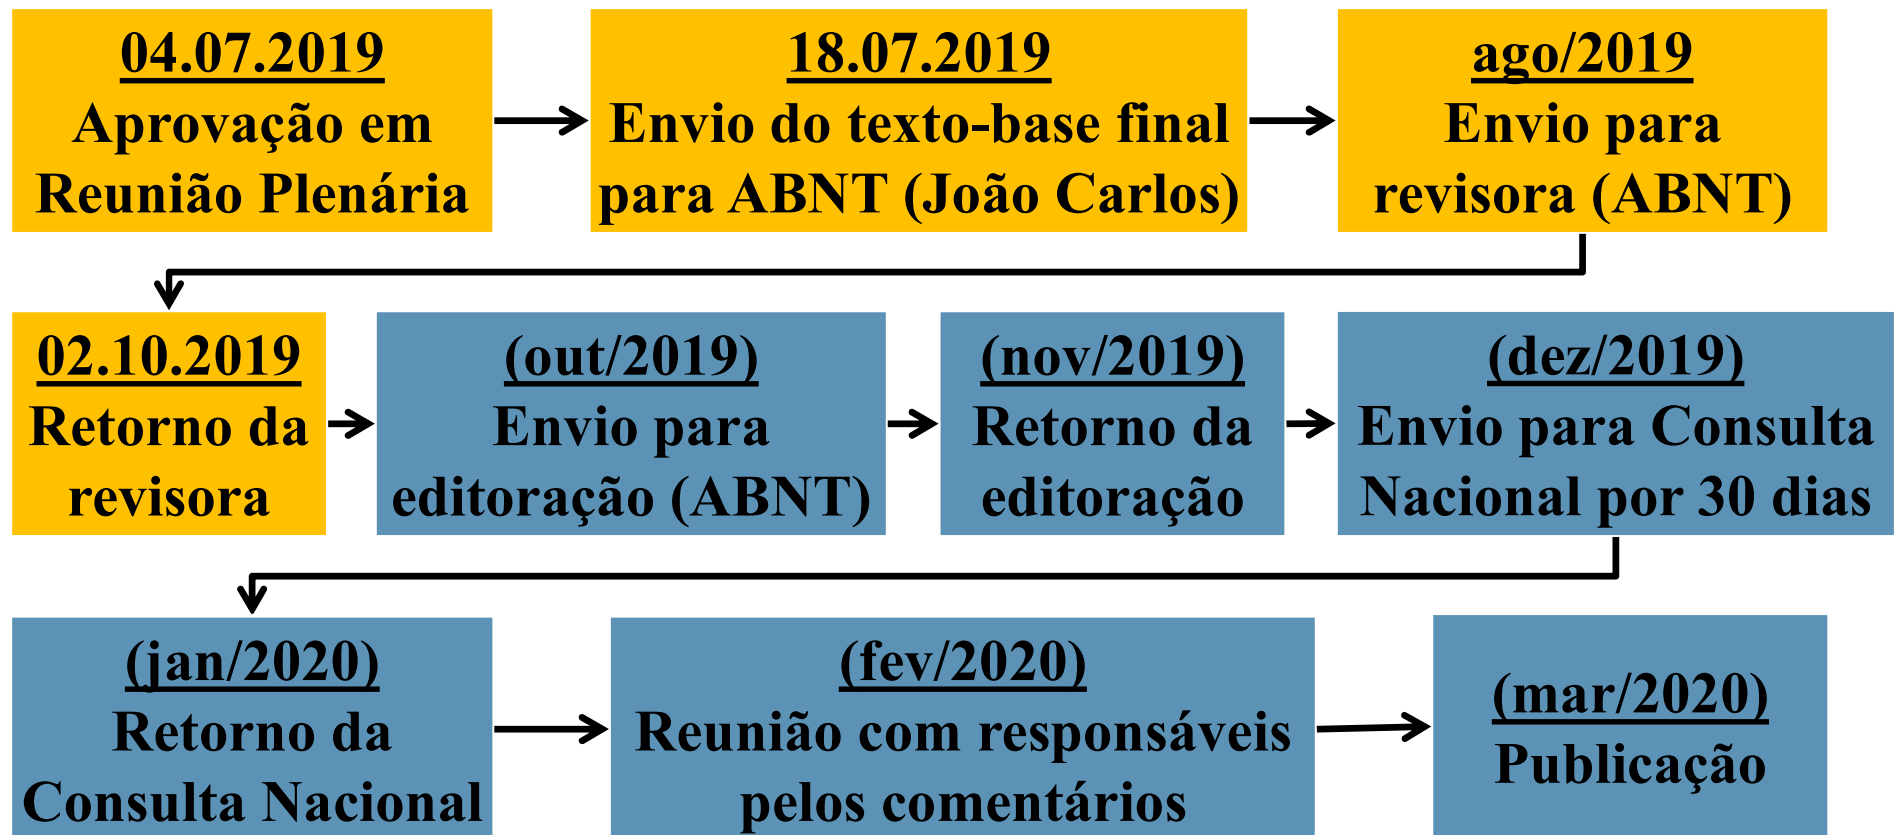 04.07.2019
Aprovação em
Reunião Plenária
18.07.2019
Envio do texto-base final
para ABNT (João Carlos)
ago/2019
Envio para
revisora (ABNT)
02.10.2019
Retorno da
revisora
(out/2019)
Envio para
editoração (ABNT)
(nov/2019)
Retorno da
editoração
(dez/2019)
Envio para Consulta
Nacional por 30 dias
(jan/2020)
Retorno da
Consulta Nacional
(fev/2020)
Reunião com responsáveis
pelos comentários
(mar/2020)
Publicação